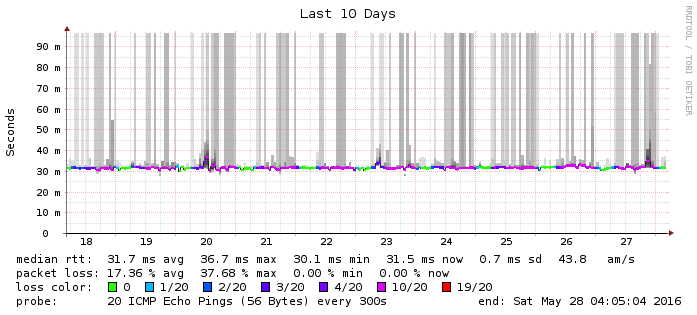 Last 10 Days
RRDTOOL / TOBI OETIKER
Seconds
90 m
80 m
70 m
60 m
50 m
40 m
30 m
20 m
10 m
0
18 19 20 21 22 23 24 25 26 27
median rtt: 31.7 ms avg 36.7 ms max 30.1 ms min 31.5 ms now 0.7 ms sd 43.8 am/s
packet loss: 17.36 % avg 37.68 % max 0.00 % min 0.00 % now
loss color: 0 1/20 2/20 3/20 4/20 10/20 19/20
probe: 20 ICMP Echo Pings (56 Bytes) every 300s end: Sat May 28 04:05:04 2016